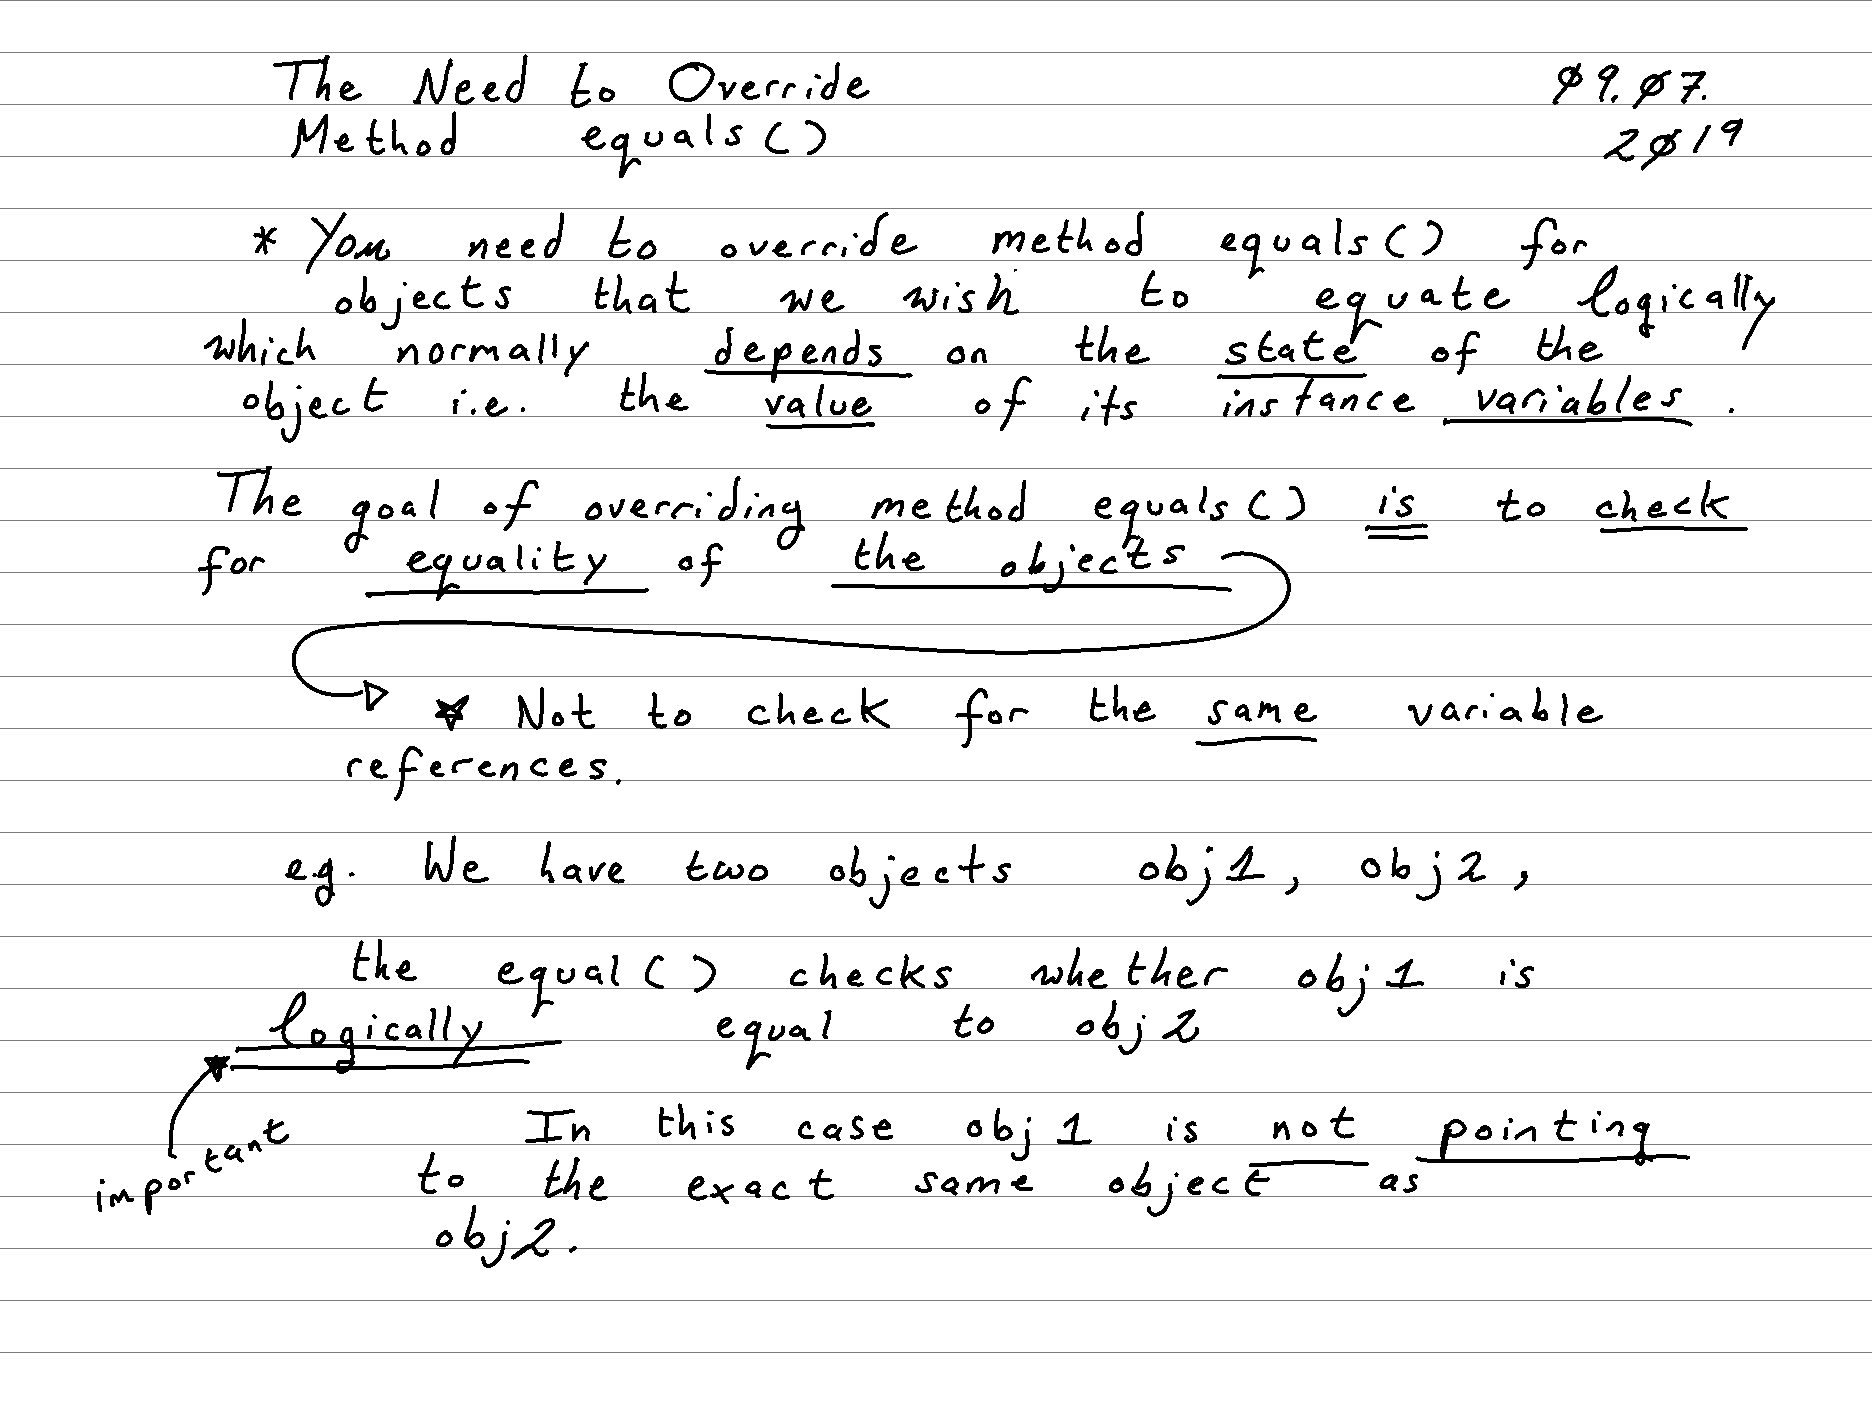 The Need to Override
Method equals()
09.07.
2019
* You need to override method equals() for
objects that we wish to equate logically
which normally depends on the state of the
object i.e. the value of its instance variables.
The goal of overriding method equals() is to check
for equality of the objects
* Not to check for the same variable
references.
e.g. We have two objects obj1, obj2,
the equal() checks whether obj1 is
logically equal to obj2
important
In this case obj1 is not pointing
to the exact same object as
obj2.